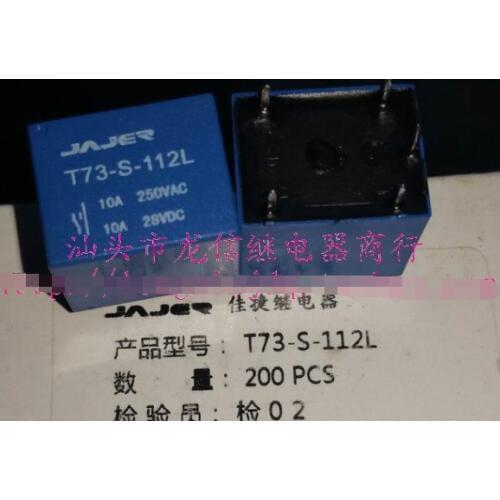 JAJER
T73-S-112L
10A 250VAC
10A 28VDC
汕头市龙信继电器商行
JAJER 佳捷继电器
产品型号: T73-S-112L
数 量: 200 PCS
检验员: 检02